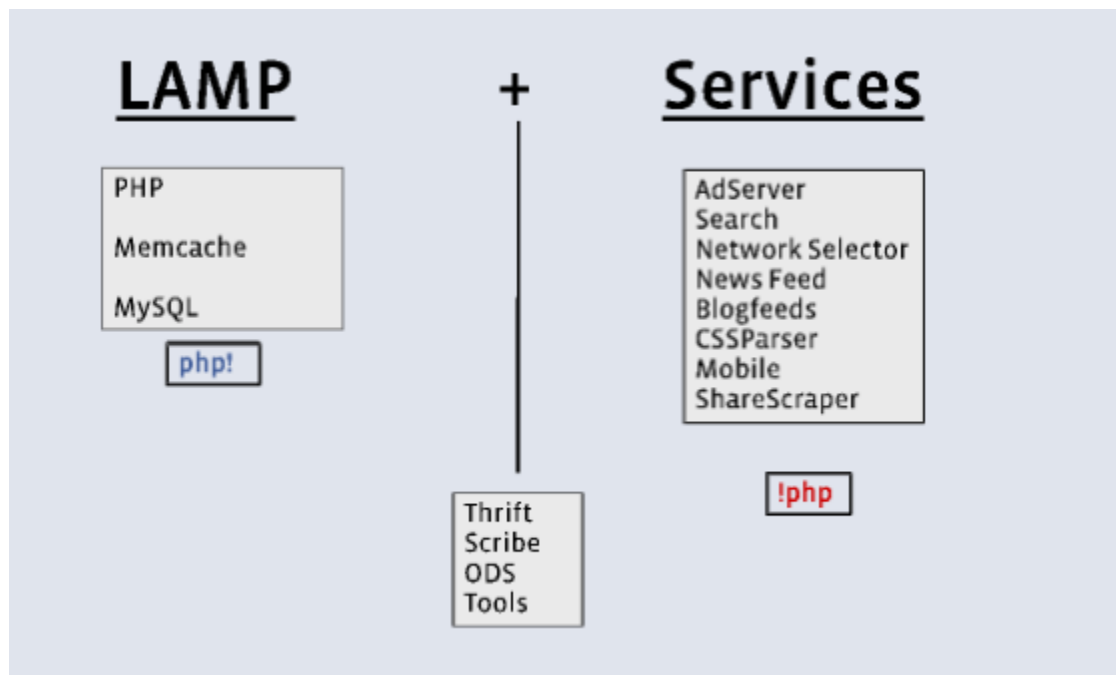 LAMP + Services
PHP
Memcache
MySQL
php!
AdServer
Search
Network Selector
News Feed
Blogfeeds
CSSParser
Mobile
ShareScraper
!php
Thrift
Scribe
ODS
Tools